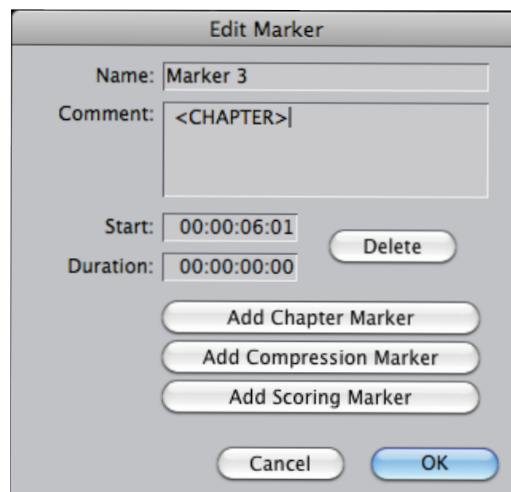 Edit Marker
Name: Marker 3
Comment: <CHAPTER>
Start: 00:00:06:01
Delete
Duration: 00:00:00:00
Add Chapter Marker
Add Compression Marker
Add Scoring Marker
Cancel OK